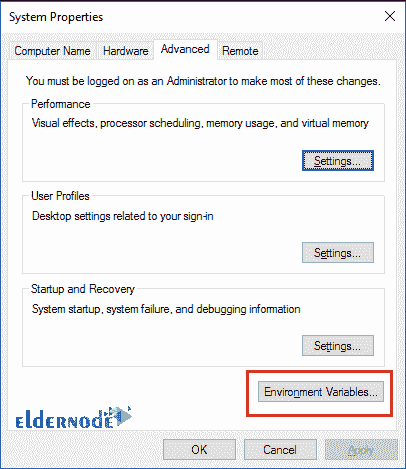 System Properties
Computer Name Hardware Advanced Remote
You must be logged on as an Administrator to make most of these changes.
Performance
Visual effects, processor scheduling, memory usage, and virtual memory
Settings...
User Profiles
Desktop settings related to your sign-in
Settings...
Startup and Recovery
System startup, system failure, and debugging information
Settings...
Environment Variables...
eldernode
OK Cancel Apply